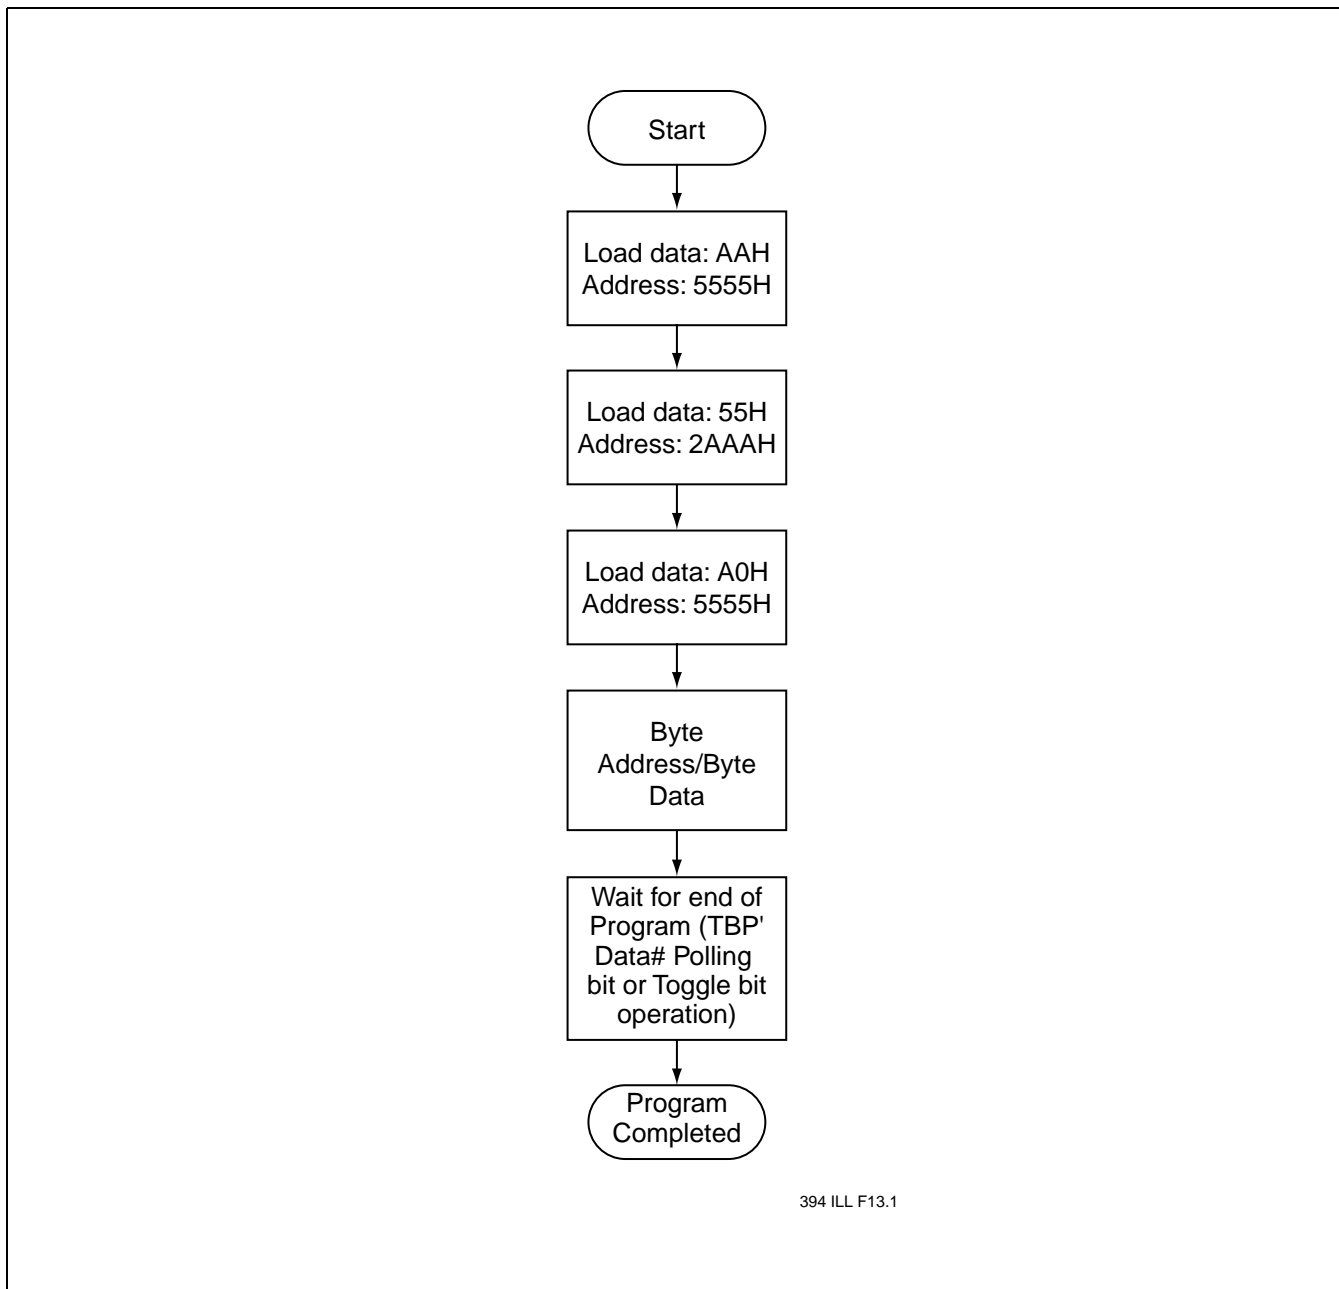 Start
Load data: AAH
Address: 5555H
Load data: 55H
Address: 2AAAH
Load data: A0H
Address: 5555H
Byte
Address/Byte
Data
Wait for end of
Program (TBP'
Data# Polling
bit or Toggle bit
operation)
Program
Completed
394 ILL F13.1